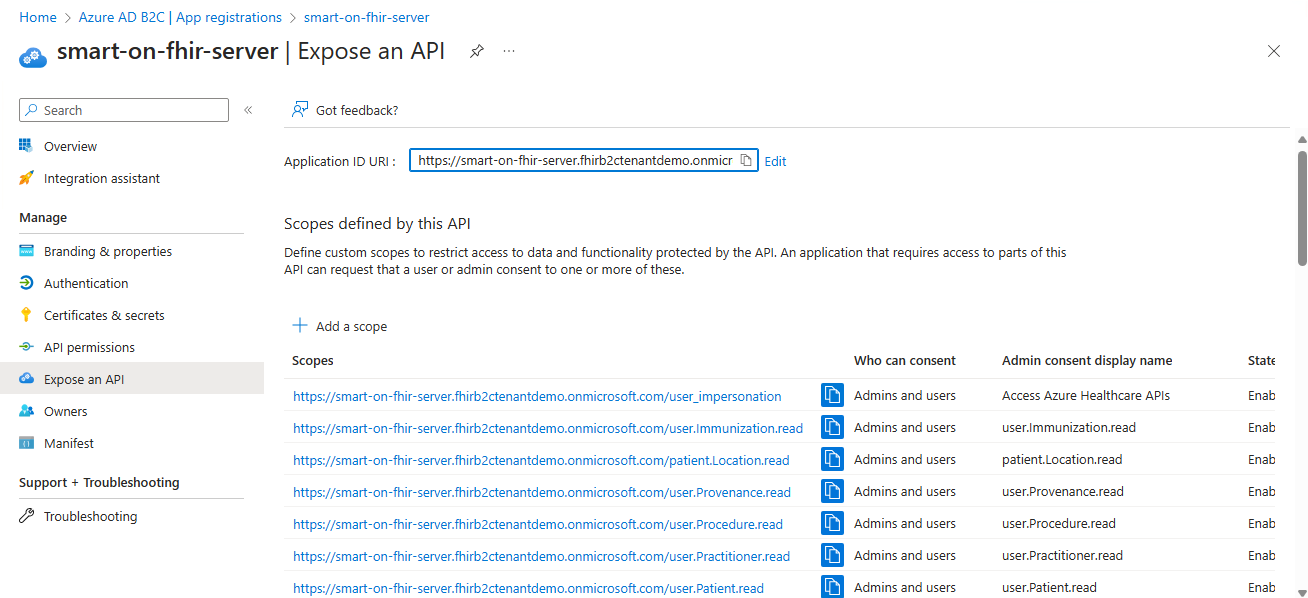 Home > Azure AD B2C | App registrations > smart-on-fhir-server
smart-on-fhir-server | Expose an API
Search
«
Got feedback?
Overview
Integration assistant
Manage
Branding & properties
Authentication
Certificates & secrets
API permissions
Expose an API
Owners
Manifest
Support + Troubleshooting
Troubleshooting
Application ID URI : https://smart-on-fhir-server.fhirb2ctenantdemo.onmicr Edit
Scopes defined by this API
Define custom scopes to restrict access to data and functionality protected by the API. An application that requires access to parts of this
API can request that a user or admin consent to one or more of these.
+ Add a scope
Scopes Who can consent Admin consent display name State
https://smart-on-fhir-server.fhirb2ctenantdemo.onmicrosoft.com/user_impersonation Admins and users Access Azure Healthcare APIs Enab
https://smart-on-fhir-server.fhirb2ctenantdemo.onmicrosoft.com/user.Immunization.read Admins and users user.Immunization.read Enab
https://smart-on-fhir-server.fhirb2ctenantdemo.onmicrosoft.com/patient.Location.read Admins and users patient.Location.read Enab
https://smart-on-fhir-server.fhirb2ctenantdemo.onmicrosoft.com/user.Provenance.read Admins and users user.Provenance.read Enab
https://smart-on-fhir-server.fhirb2ctenantdemo.onmicrosoft.com/user.Procedure.read Admins and users user.Procedure.read Enab
https://smart-on-fhir-server.fhirb2ctenantdemo.onmicrosoft.com/user.Practitioner.read Admins and users user.Practitioner.read Enab
https://smart-on-fhir-server.fhirb2ctenantdemo.onmicrosoft.com/user.Patient.read Admins and users user.Patient.read Enab